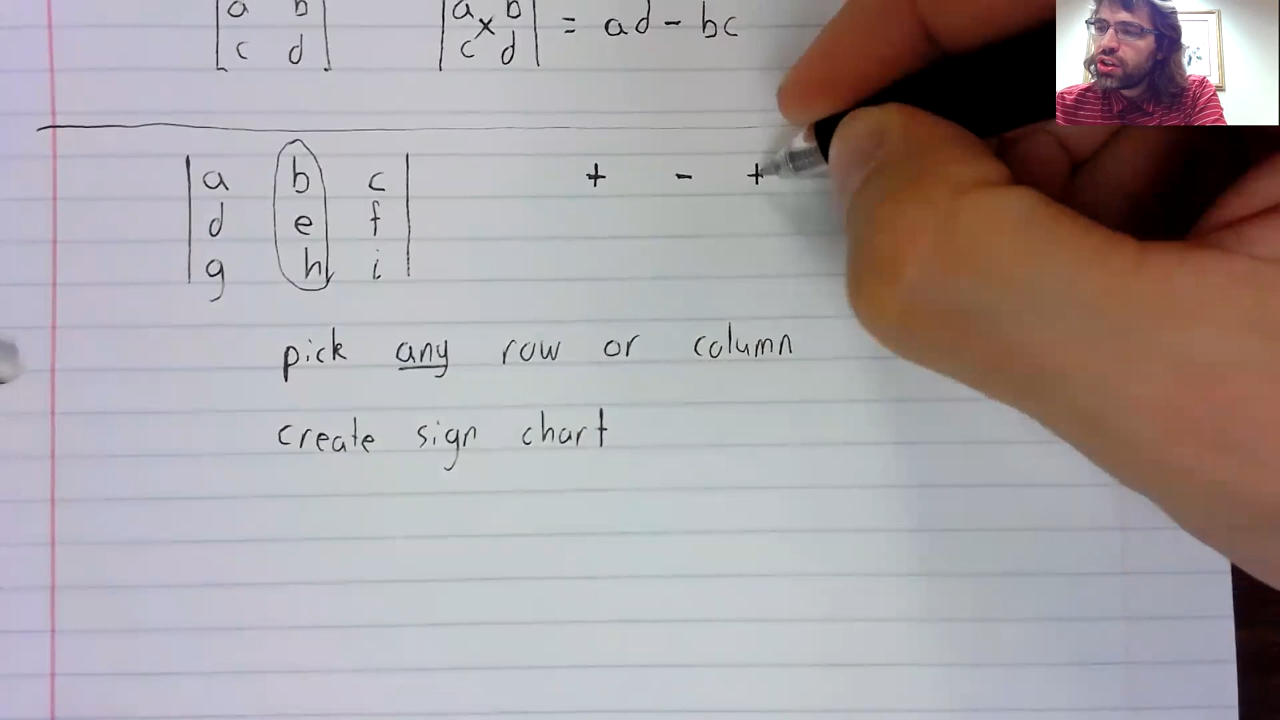 |a b| |a b|
|c d| |c d| = ad - bc
|a b c| + - +
|d e f|
|g h i|
pick any row or column
create sign chart